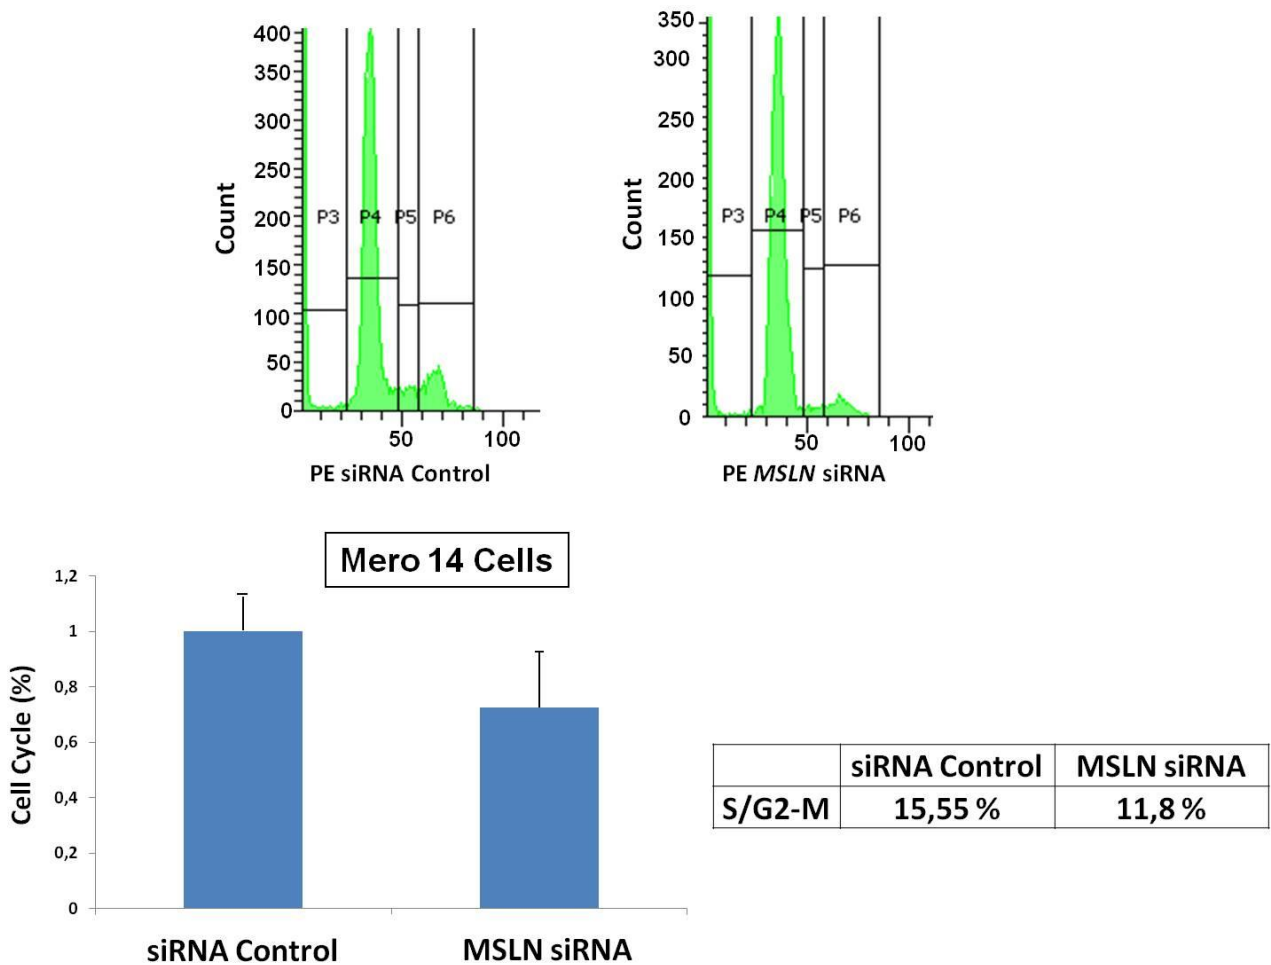 400
350
300
250
200
150
100
50
0
Count
P3 P4 P5 P6
50 100
PE siRNA Control
350
300
250
200
150
100
50
0
Count
P3 P4 P5 P6
50 100
PE MSLN siRNA
Mero 14 Cells
1,2
1
0,8
0,6
0,4
0,2
0
Cell Cycle (%)
siRNA Control MSLN siRNA
siRNA Control MSLN siRNA
S/G2-M 15,55 % 11,8 %